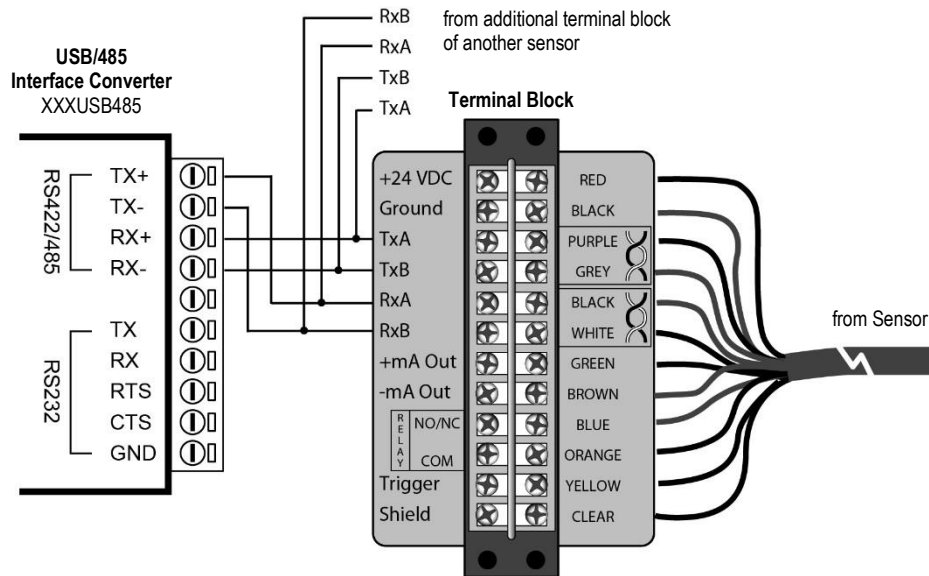 RxB
from additional terminal block
RxA
of another sensor
USB/485
Interface Converter
XXXUSB485
TxB
TxA
Terminal Block
RS422/485
TX+
TX-
RX+
RX-
RS232
TX
RX
RTS
CTS
GND
+24 VDC
RED
Ground
BLACK
TxA
PURPLE
TxB
GREY
RxA
BLACK
RxB
WHITE
+mA Out
GREEN
-mA Out
BROWN
RELAY
NO/NC
BLUE
COM
ORANGE
Trigger
YELLOW
Shield
CLEAR
from Sensor